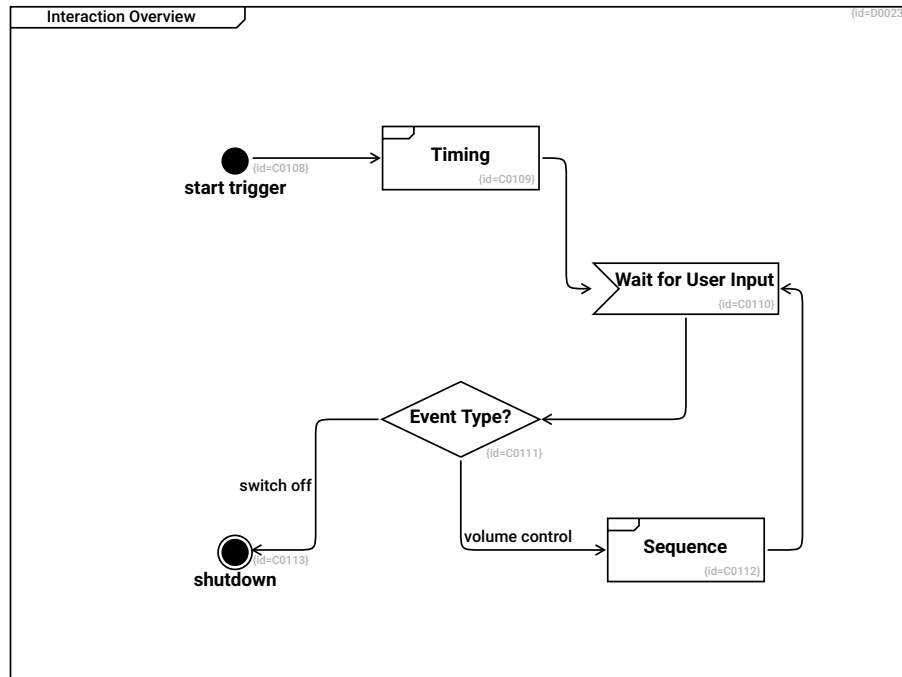 Interaction Overview
{id=D0023
Timing
{id=C0108}
{id=C0109}
start trigger
Wait for User Input
{id=C0110}
Event Type?
{id=C0111}
switch off
volume control
Sequence
{id=C0113}
{id=C0112}
shutdown